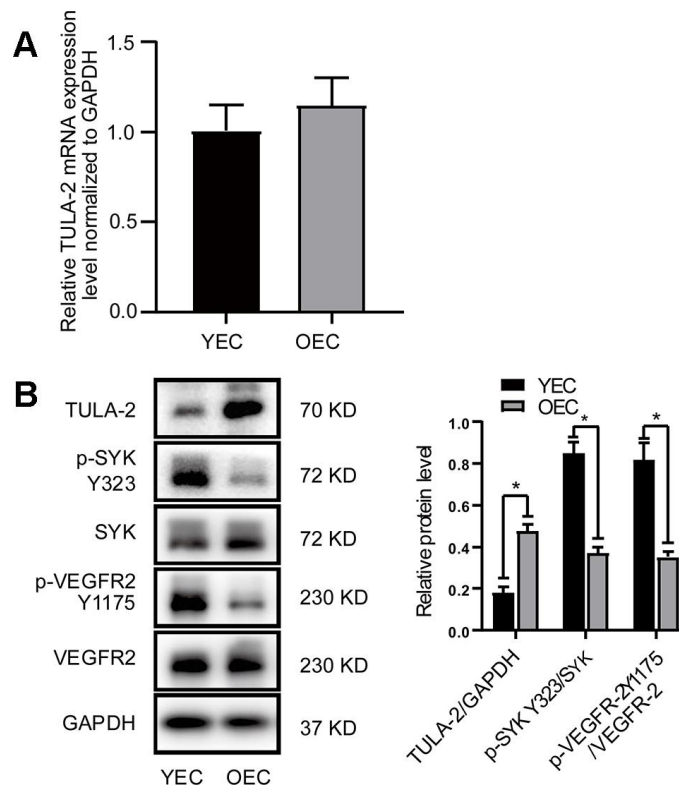 A
Relative TULA-2 mRNA expression
level normalized to GAPDH
1.5
1.0
0.5
0.0
YEC
OEC
B
TULA-2
70 KD
p-SYK
Y323
72 KD
SYK
72 KD
p-VEGFR2
Y1175
230 KD
VEGFR2
230 KD
GAPDH
37 KD
YEC OEC
YEC
OEC
Relative protein level
1.0
0.8
0.6
0.4
0.2
0.0
*
*
*
TULA-2/GAPDH
p-SYK Y323/SYK
p-VEGFR-2Y1175
/VEGFR-2